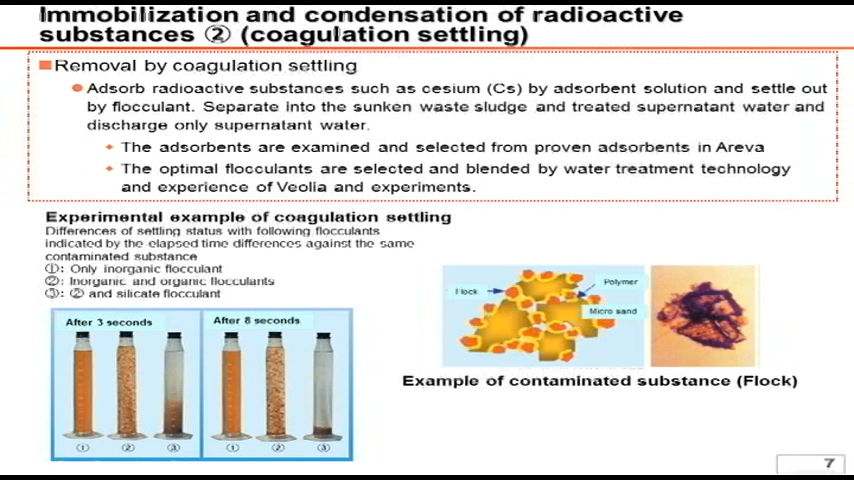 Immobilization and condensation of radioactive
substances ② (coagulation settling)
Removal by coagulation settling
Adsorb radioactive substances such as cesium (Cs) by adsorbent solution and settle out
by flocculant. Separate into the sunken waste sludge and treated supernatant water and
discharge only supernatant water.
The adsorbents are examined and selected from proven adsorbents in Areva
The optimal flocculants are selected and blended by water treatment technology
and experience of Veolia and experiments.
Experimental example of coagulation settling
Differences of settling status with following flocculants
indicated by the elapsed time differences against the same
contaminated substance
①: Only inorganic flocculant
②: Inorganic and organic flocculants
③: ② and silicate flocculant
After 3 seconds
After 8 seconds
① ② ③ ① ② ③
Flock
Polymer
Micro sand
Example of contaminated substance (Flock)
7